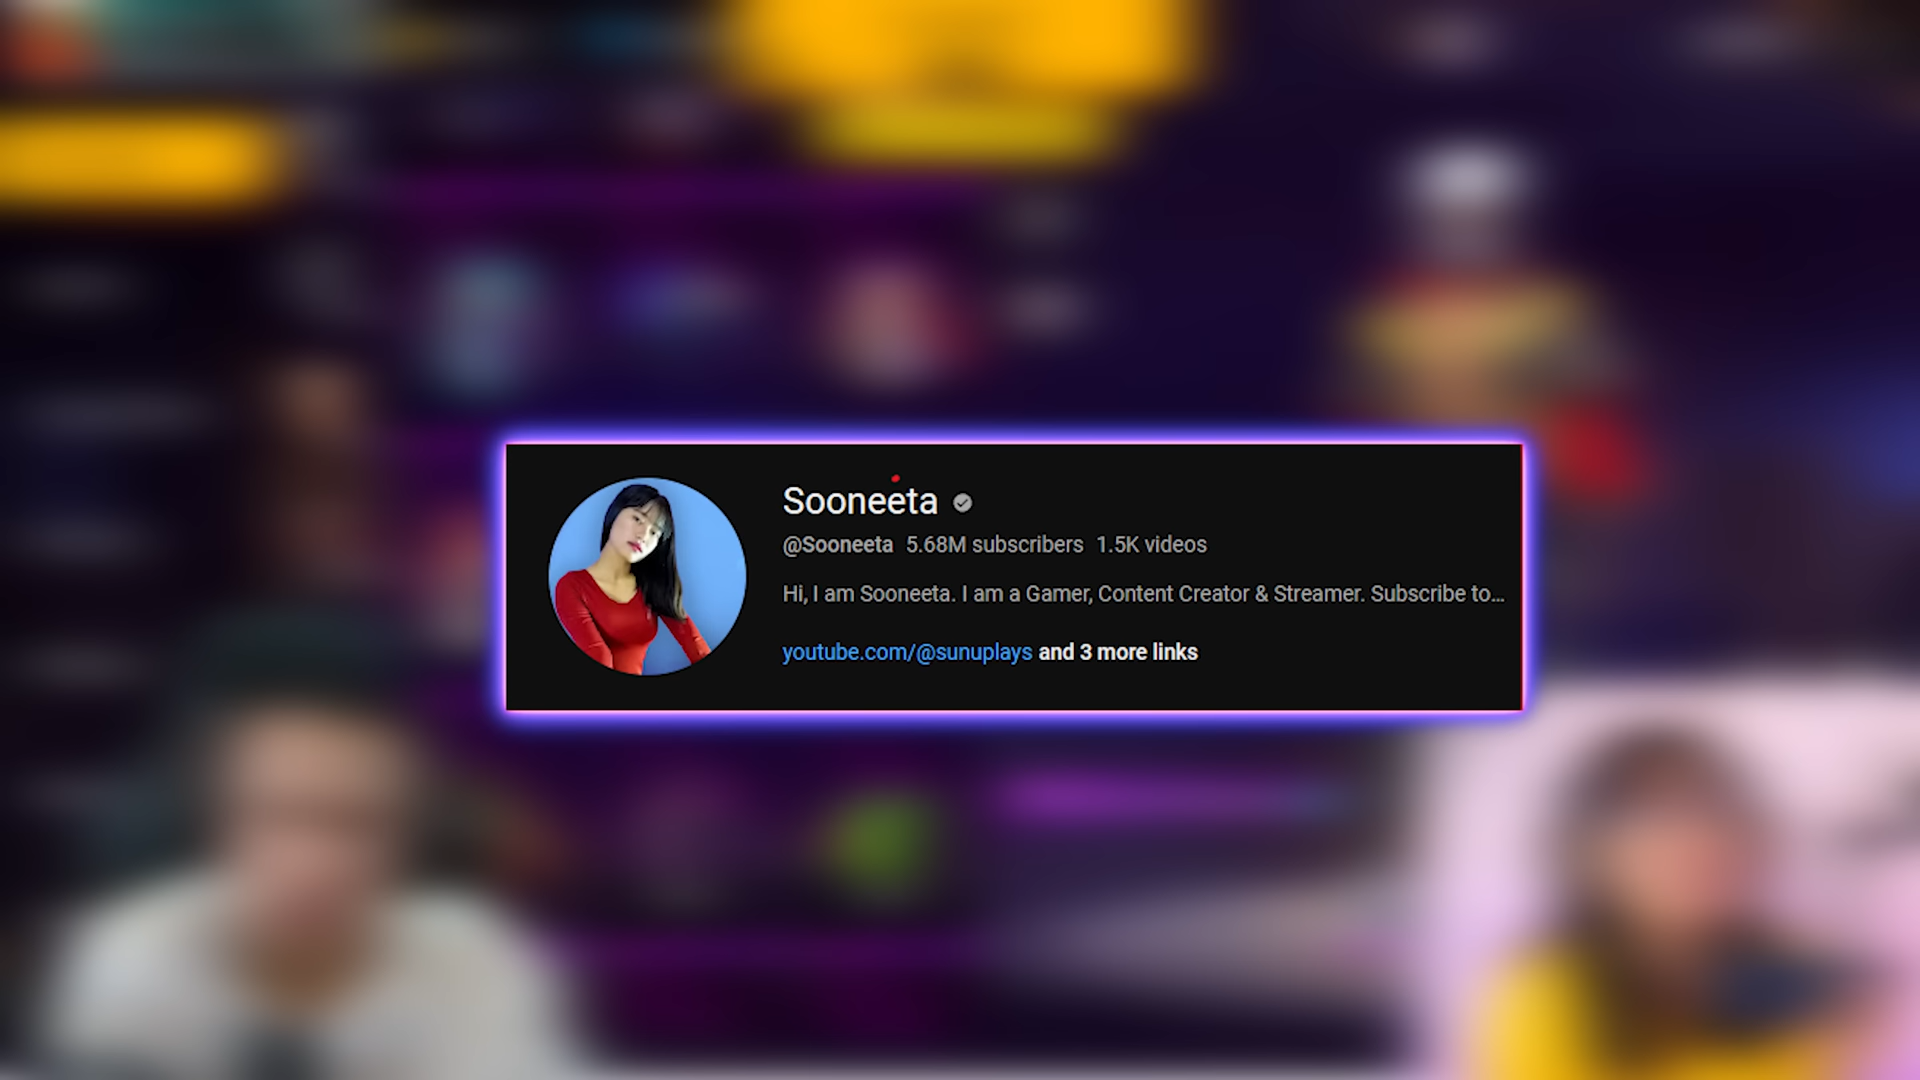 Sooneeta
@Sooneeta 5.68M subscribers 1.5K videos
Hi, I am Sooneeta. I am a Gamer, Content Creator & Streamer. Subscribe to...
youtube.com/@sunuplays and 3 more links